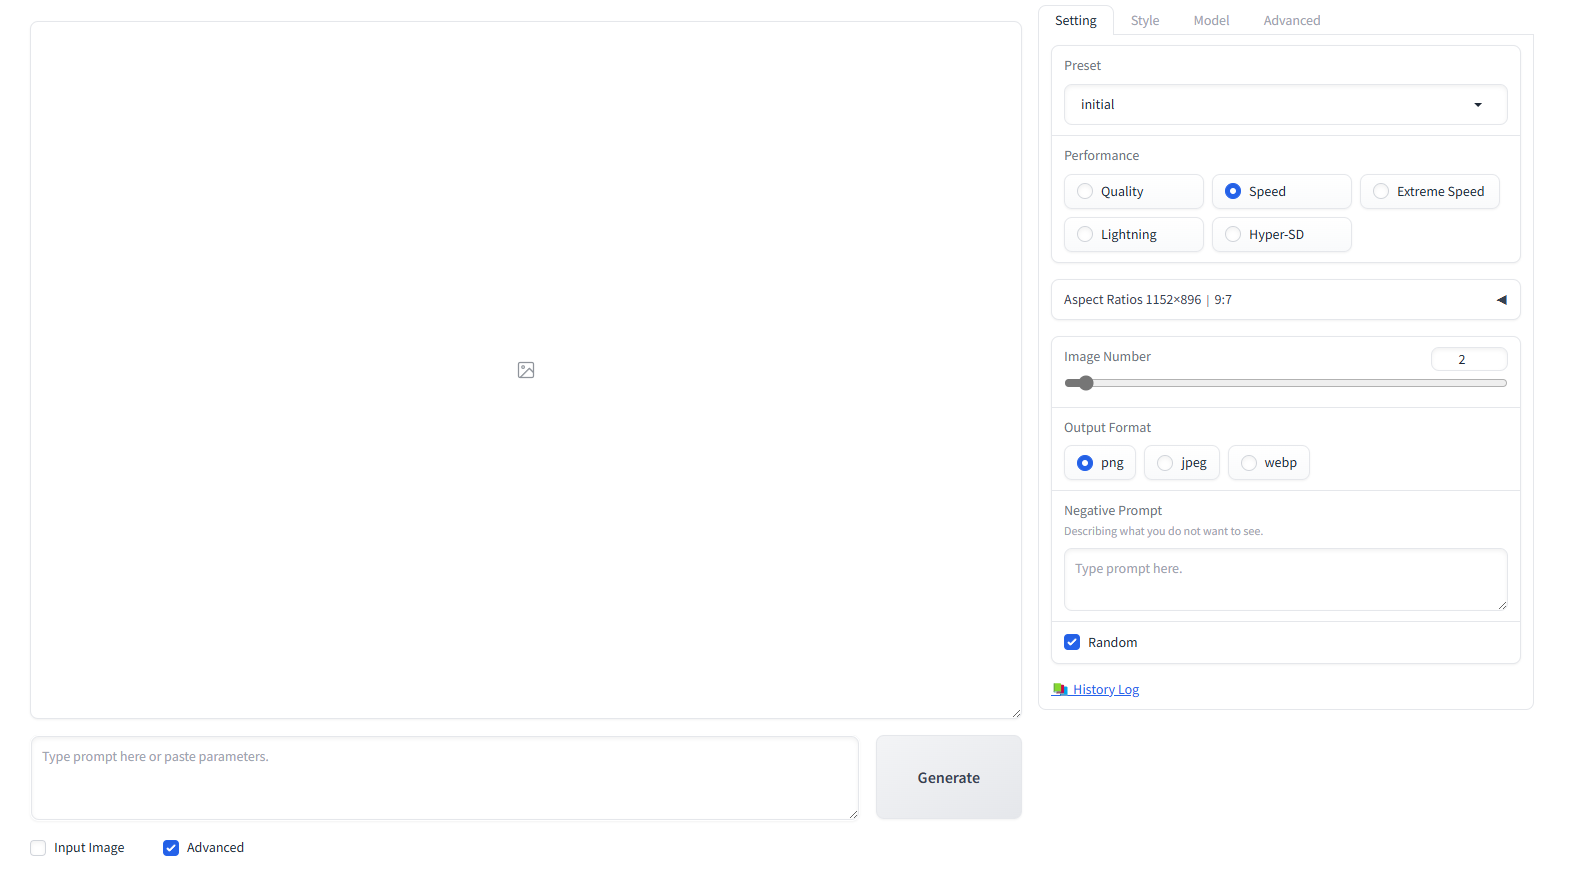 Setting Style Model Advanced
Preset
initial
Performance
Quality Speed Extreme Speed
Lightning Hyper-SD
Aspect Ratios 1152×896 | 9:7
Image Number 2
Output Format
png jpeg webp
Negative Prompt
Describing what you do not want to see.
Type prompt here.
Random
History Log
Type prompt here or paste parameters.
Generate
Input Image Advanced